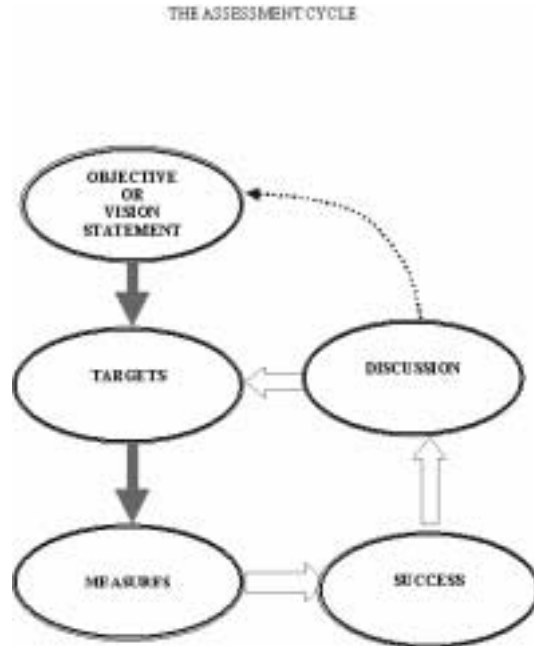 THE ASSESSMENT CYCLE
OBJECTIVE
OR
VISION
STATEMENT
TARGETS
DISCUSSION
MEASURES
SUCCESS